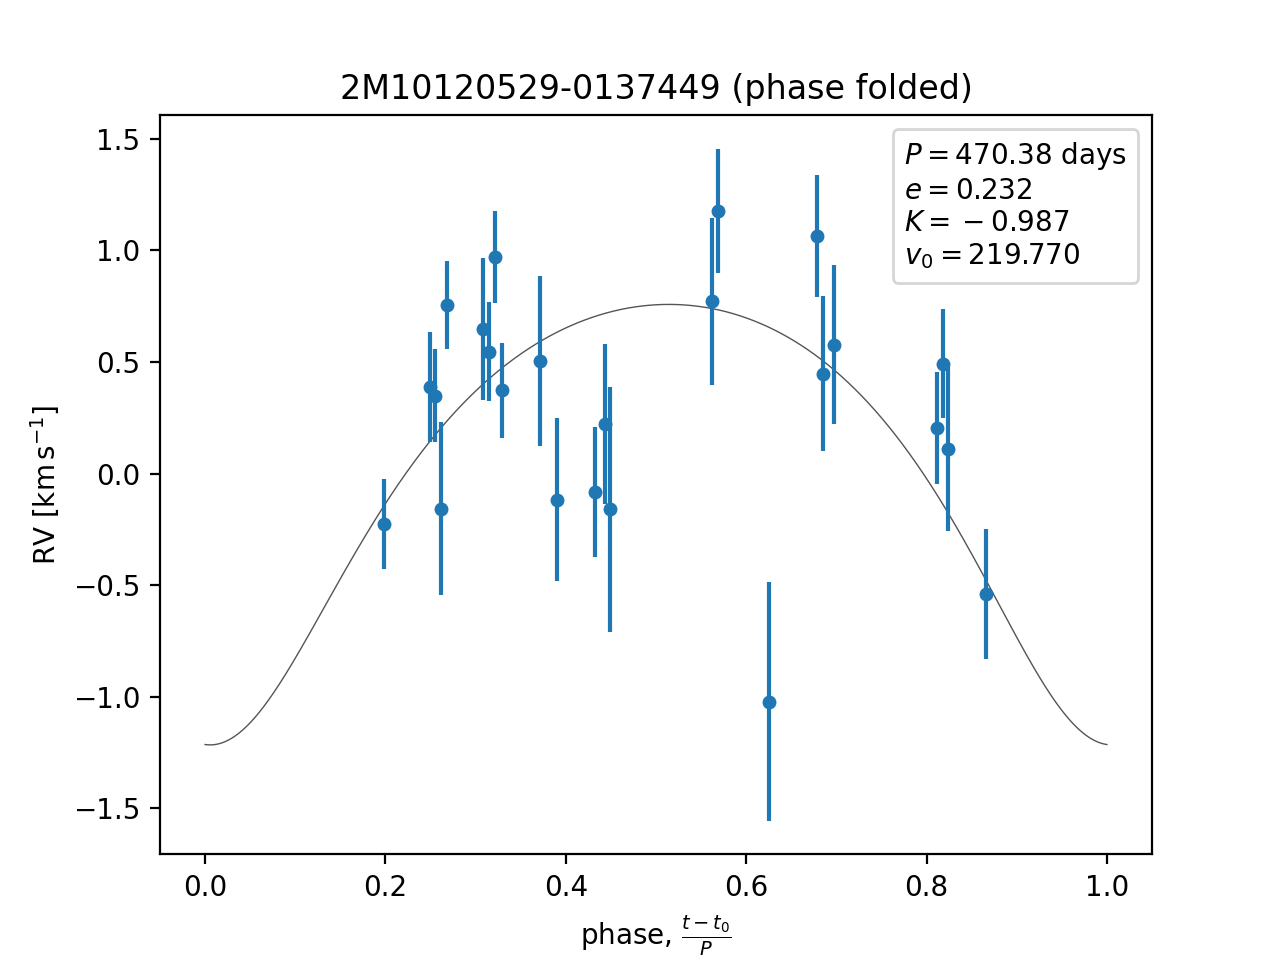 2M10120529-0137449 (phase folded)
P = 470.38 days
e = 0.232
K = −0.987
v₀ = 219.770
RV [km s⁻¹]
1.5
1.0
0.5
0.0
−0.5
−1.0
−1.5
0.0 0.2 0.4 0.6 0.8 1.0
phase, (t − t₀)/P